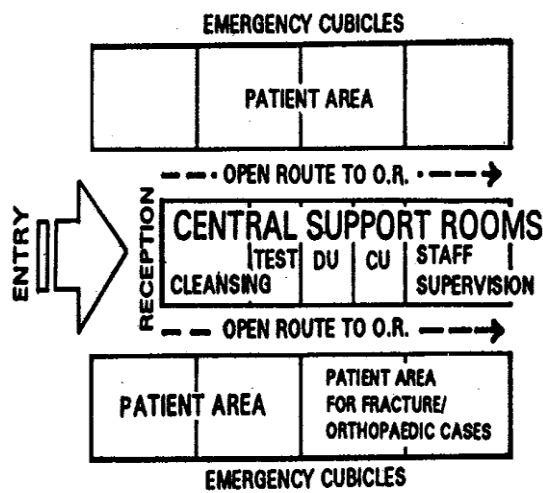 EMERGENCY CUBICLES
PATIENT AREA
OPEN ROUTE TO O.R.
ENTRY
RECEPTION
CENTRAL SUPPORT ROOMS
TEST DU CU STAFF
CLEANSING SUPERVISION
OPEN ROUTE TO O.R.
PATIENT AREA
PATIENT AREA
FOR FRACTURE/
ORTHOPAEDIC CASES
EMERGENCY CUBICLES